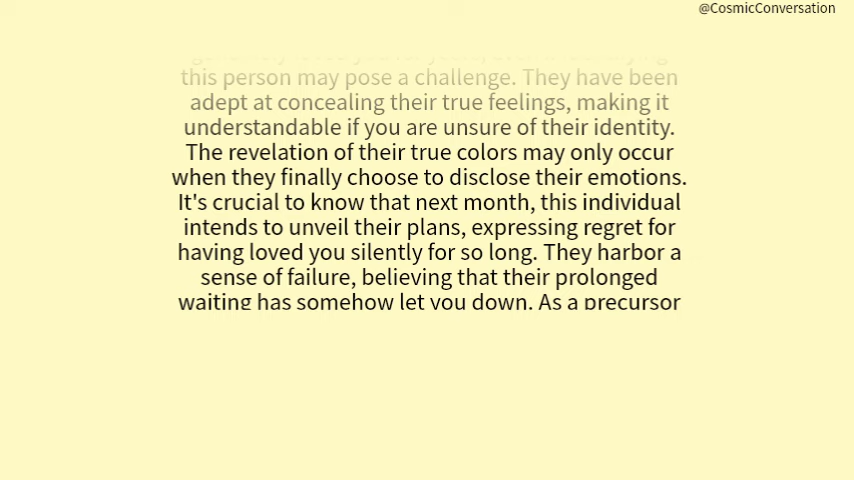 @CosmicConversation
this person may pose a challenge. They have been
adept at concealing their true feelings, making it
understandable if you are unsure of their identity.
The revelation of their true colors may only occur
when they finally choose to disclose their emotions.
It's crucial to know that next month, this individual
intends to unveil their plans, expressing regret for
having loved you silently for so long. They harbor a
sense of failure, believing that their prolonged
waiting has somehow let you down. As a precursor